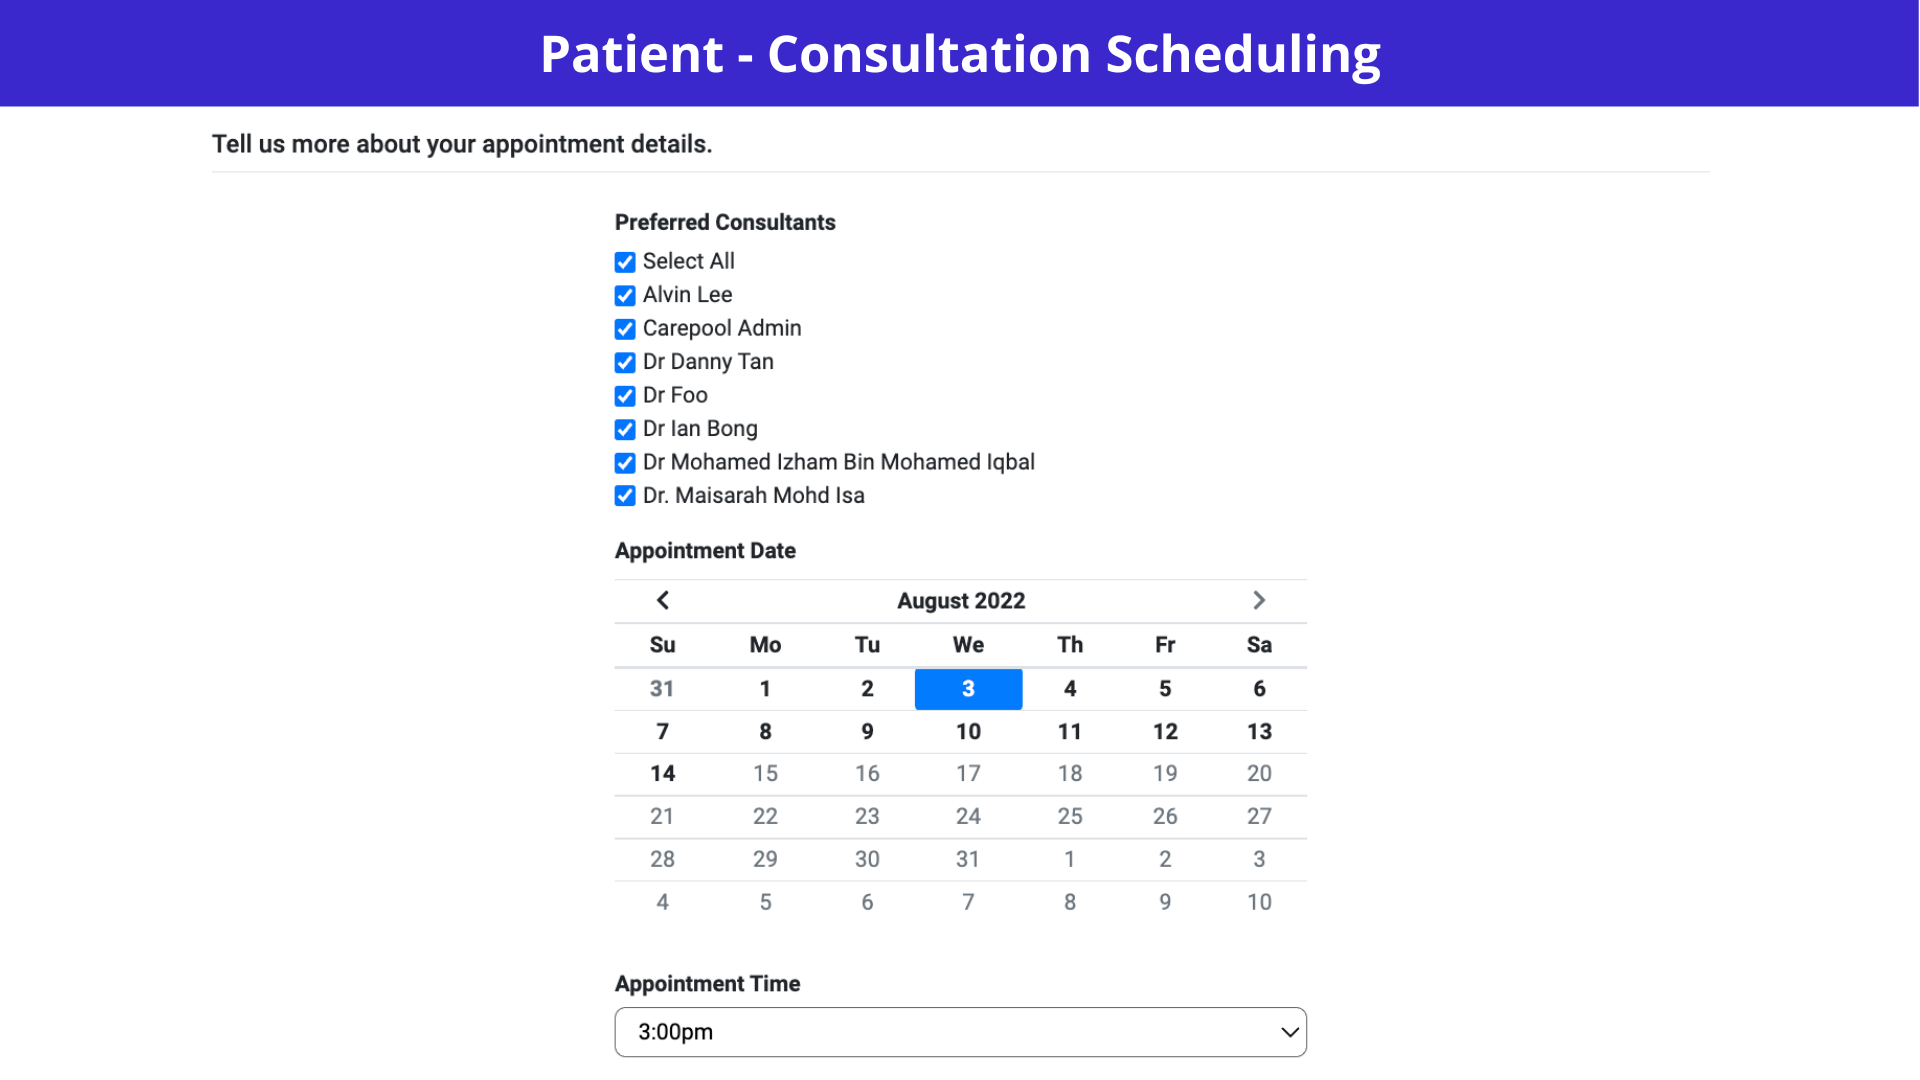 Patient - Consultation Scheduling
Tell us more about your appointment details.
Preferred Consultants
Select All
Alvin Lee
Carepool Admin
Dr Danny Tan
Dr Foo
Dr Ian Bong
Dr Mohamed Izham Bin Mohamed Iqbal
Dr. Maisarah Mohd Isa
Appointment Date
August 2022
Su Mo Tu We Th Fr Sa
31 1 2 3 4 5 6
7 8 9 10 11 12 13
14 15 16 17 18 19 20
21 22 23 24 25 26 27
28 29 30 31 1 2 3
4 5 6 7 8 9 10
Appointment Time
3:00pm